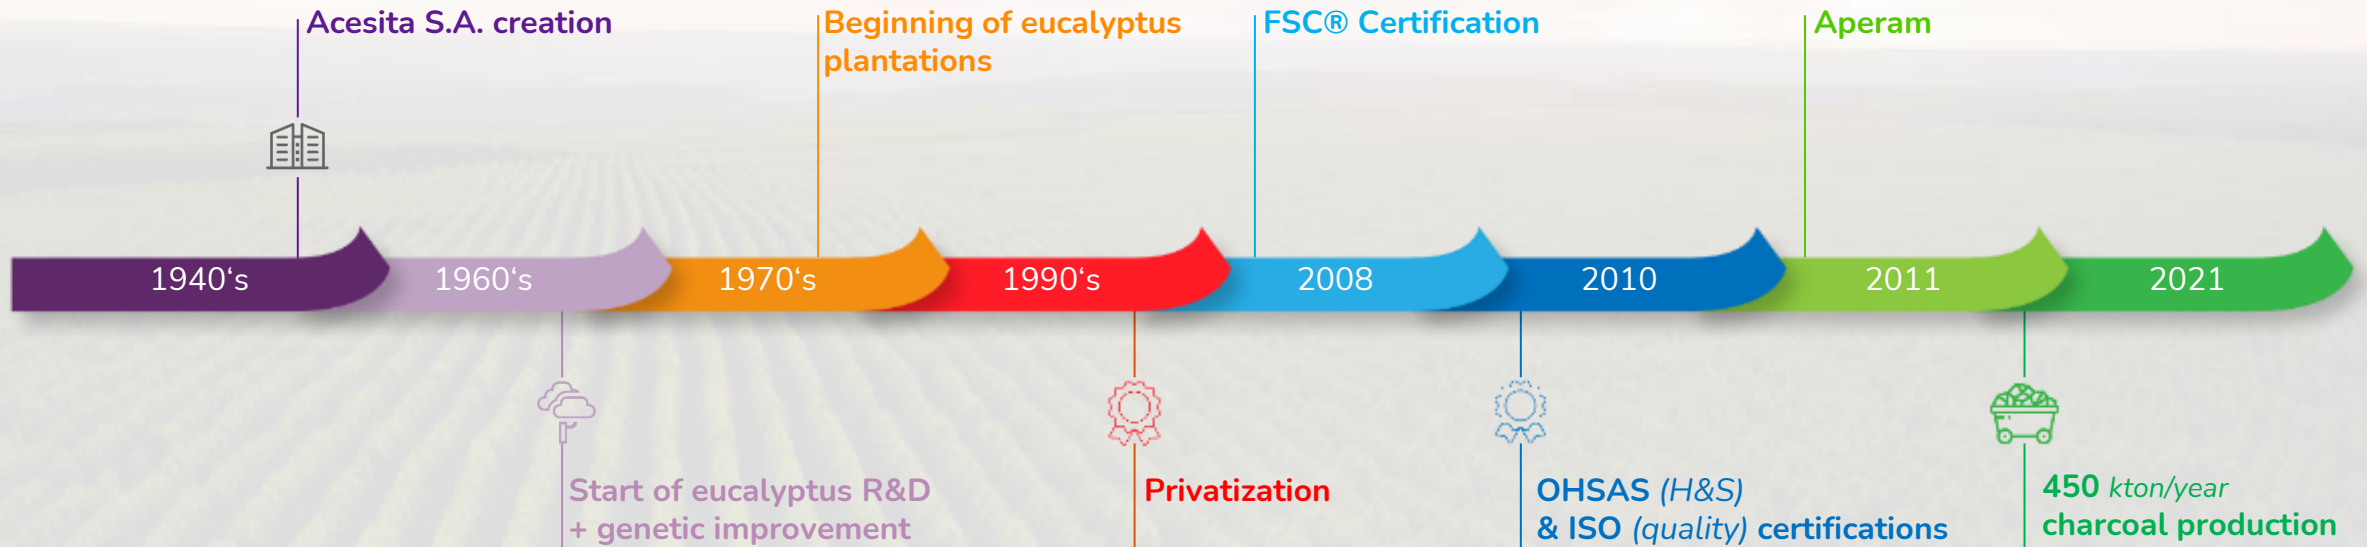 Acesita S.A. creation
Beginning of eucalyptus
plantations
FSC® Certification
Aperam
1940‘s
1960‘s
1970‘s
1990‘s
2008
2010
2011
2021
Start of eucalyptus R&D
+ genetic improvement
Privatization
OHSAS (H&S)
& ISO (quality) certifications
450 kton/year
charcoal production